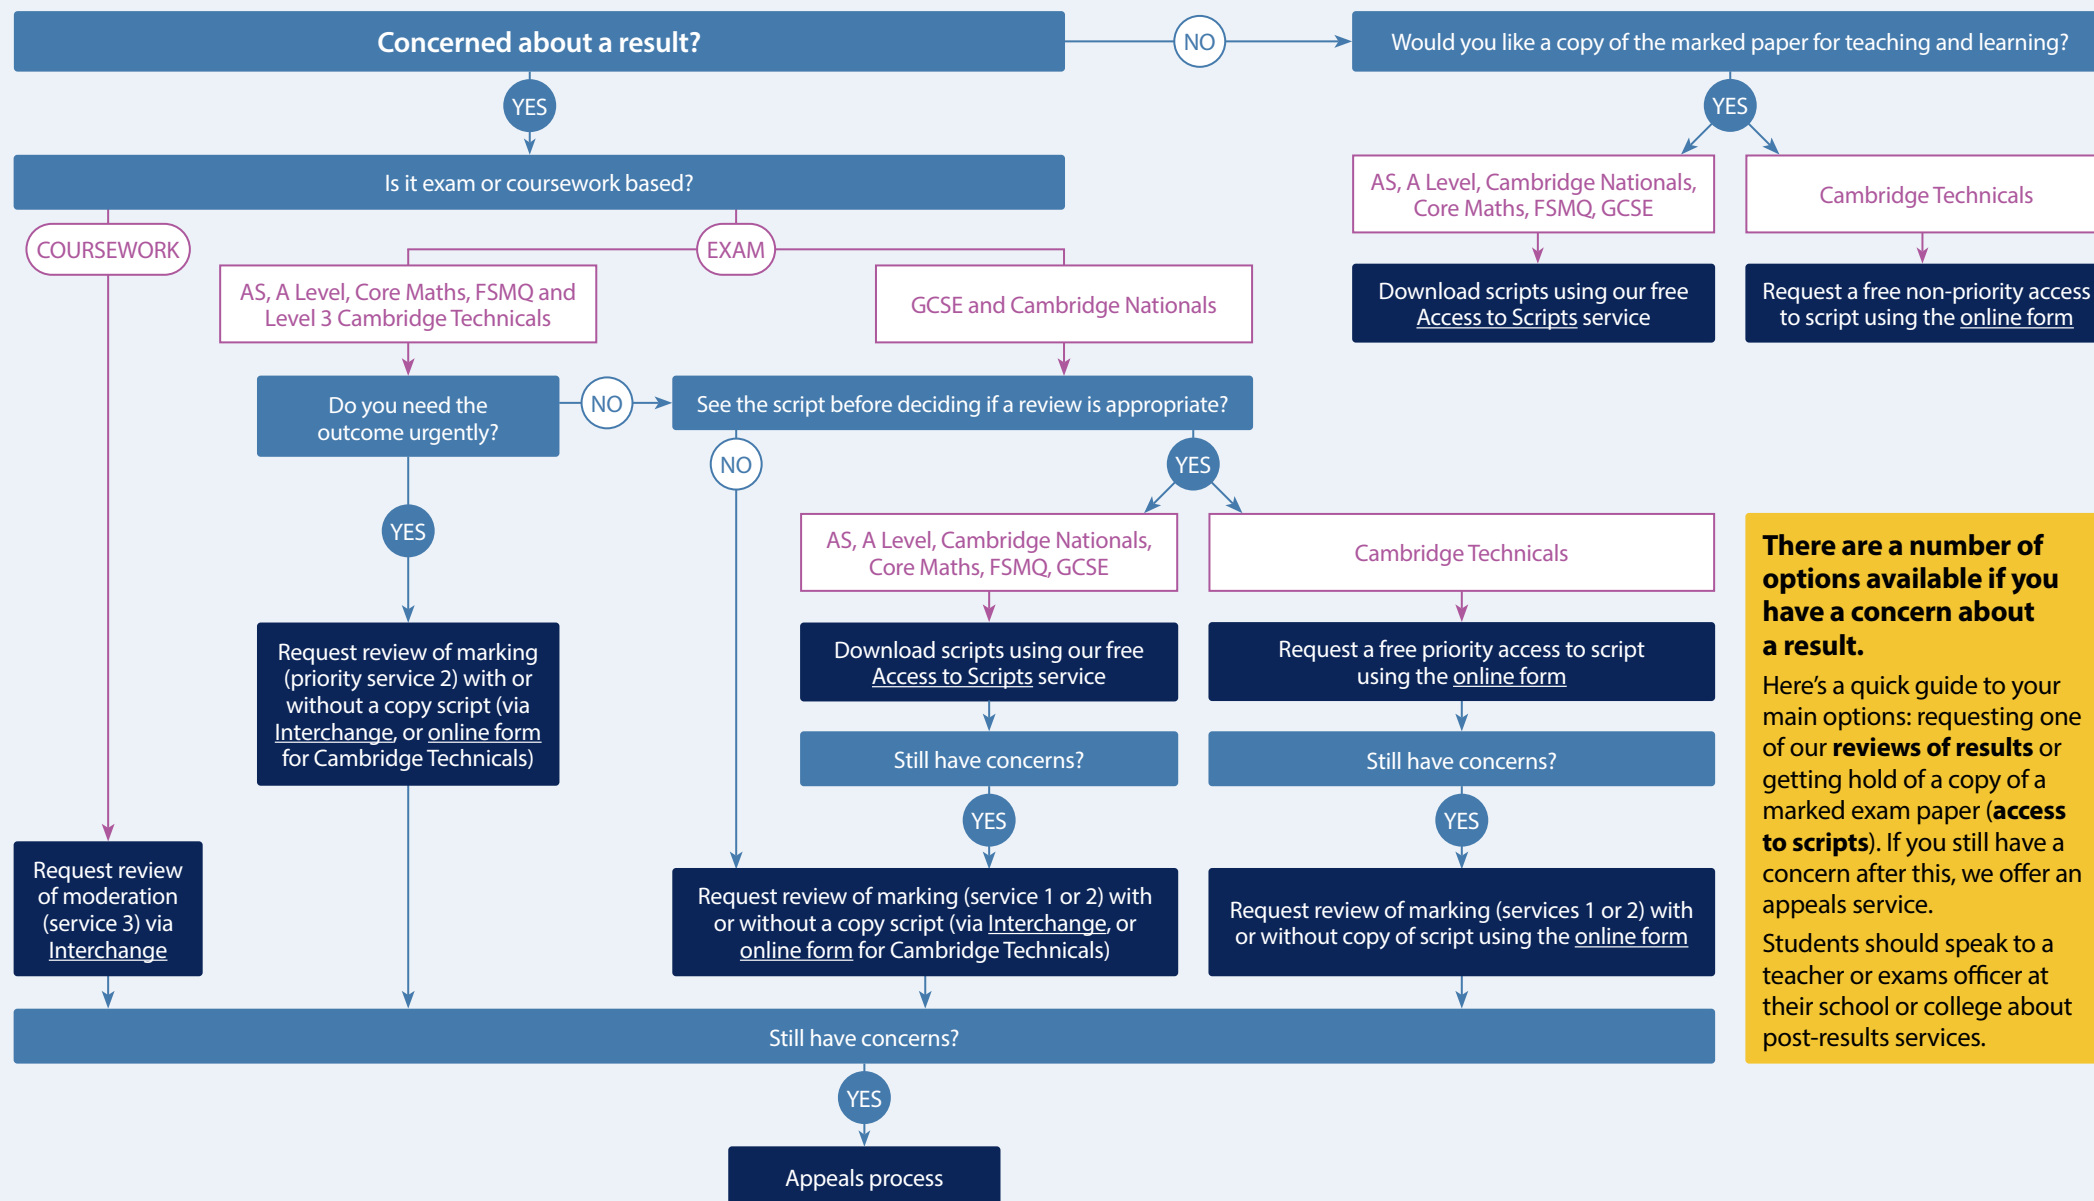 Concerned about a result?
NO
Would you like a copy of the marked paper for teaching and learning?
YES
YES
Is it exam or coursework based?
AS, A Level, Cambridge Nationals,
Core Maths, FSMQ, GCSE
Cambridge Technicals
COURSEWORK
EXAM
Download scripts using our free
Access to Scripts service
Request a free non-priority access
to script using the online form
AS, A Level, Core Maths, FSMQ and
Level 3 Cambridge Technicals
GCSE and Cambridge Nationals
Do you need the
outcome urgently?
NO
See the script before deciding if a review is appropriate?
NO
YES
YES
AS, A Level, Cambridge Nationals,
Core Maths, FSMQ, GCSE
Cambridge Technicals
Request review of marking
(priority service 2) with or
without a copy script (via
Interchange, or online form
for Cambridge Technicals)
Download scripts using our free
Access to Scripts service
Request a free priority access to script
using the online form
Still have concerns?
Still have concerns?
YES
YES
Request review
of moderation
(service 3) via
Interchange
Request review of marking (service 1 or 2) with
or without a copy script (via Interchange, or
online form for Cambridge Technicals)
Request review of marking (services 1 or 2) with
or without copy of script using the online form
Still have concerns?
YES
Appeals process
There are a number of
options available if you
have a concern about
a result.
Here's a quick guide to your
main options: requesting one
of our reviews of results or
getting hold of a copy of a
marked exam paper (access
to scripts). If you still have a
concern after this, we offer an
appeals service.
Students should speak to a
teacher or exams officer at
their school or college about
post-results services.